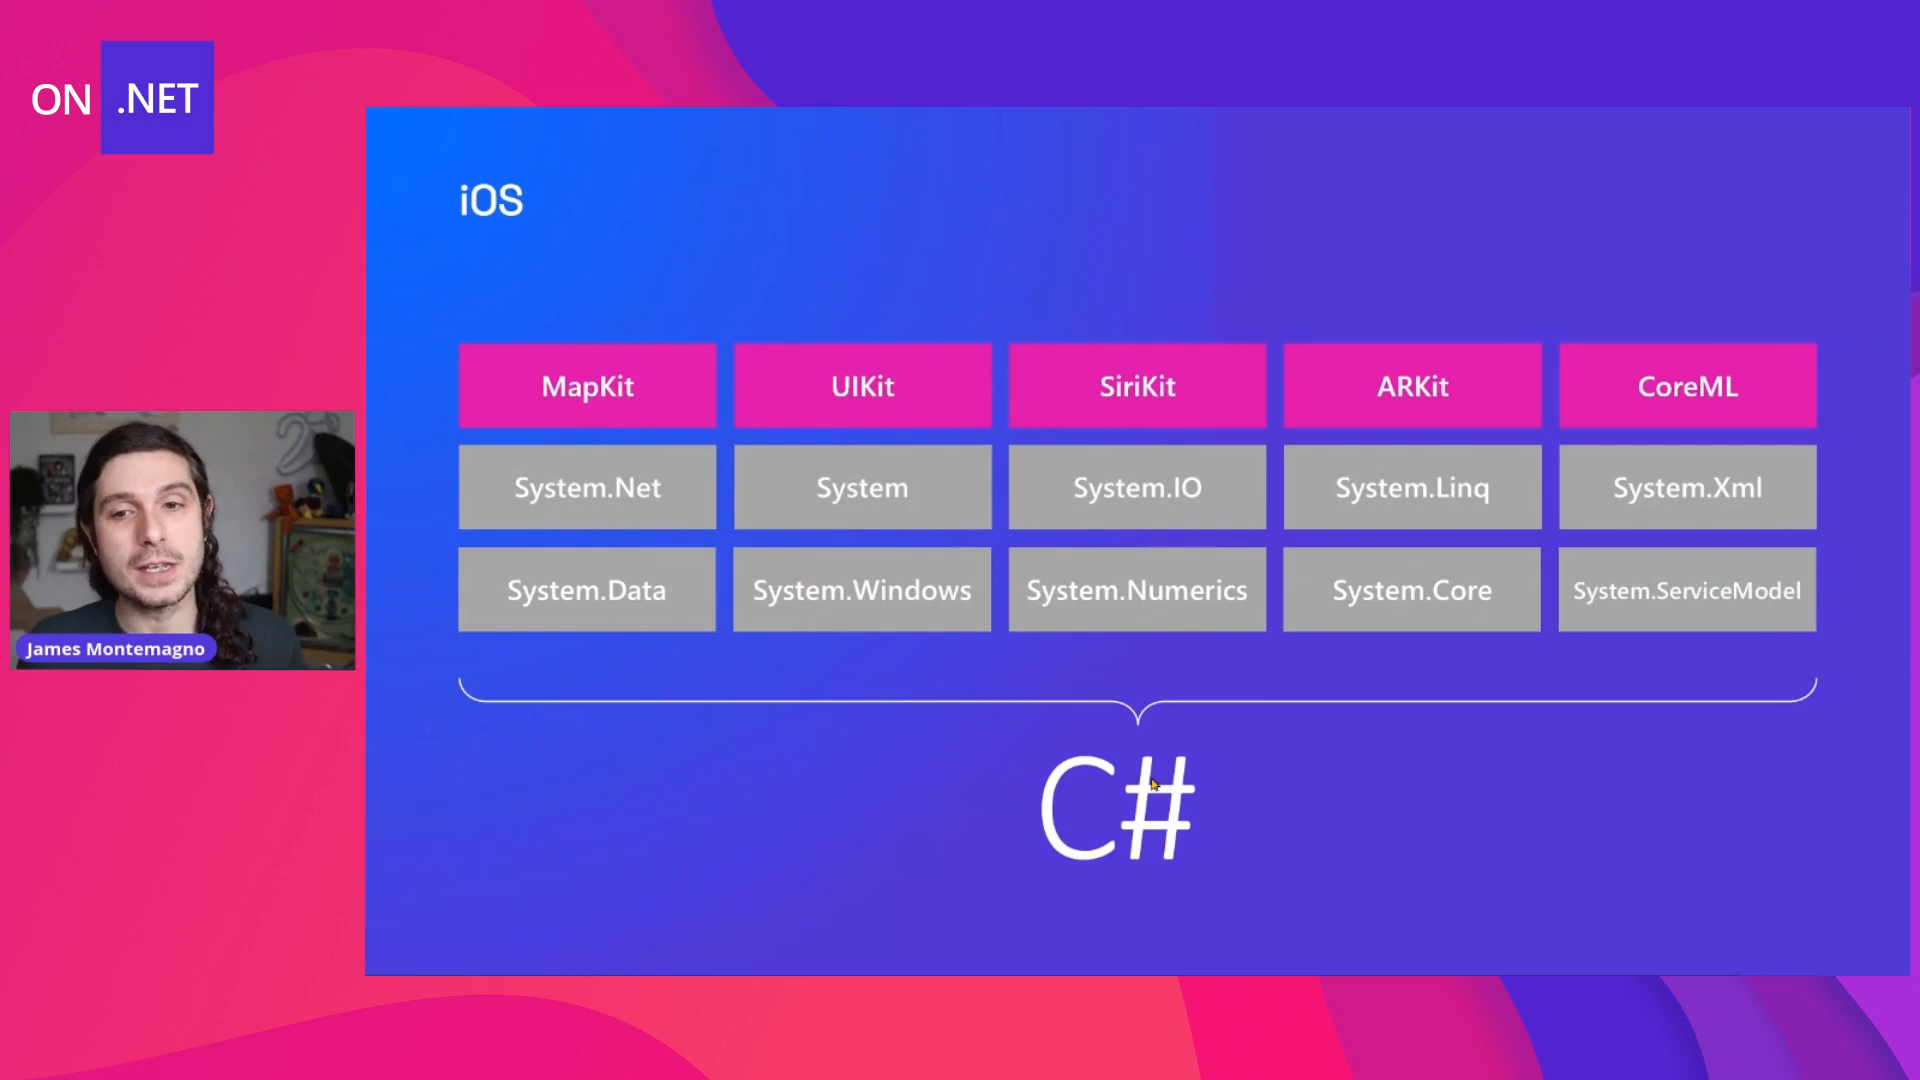 ON .NET
iOS
MapKit UIKit SiriKit ARKit CoreML
System.Net System System.IO System.Linq System.Xml
System.Data System.Windows System.Numerics System.Core System.ServiceModel
James Montemagno
C#